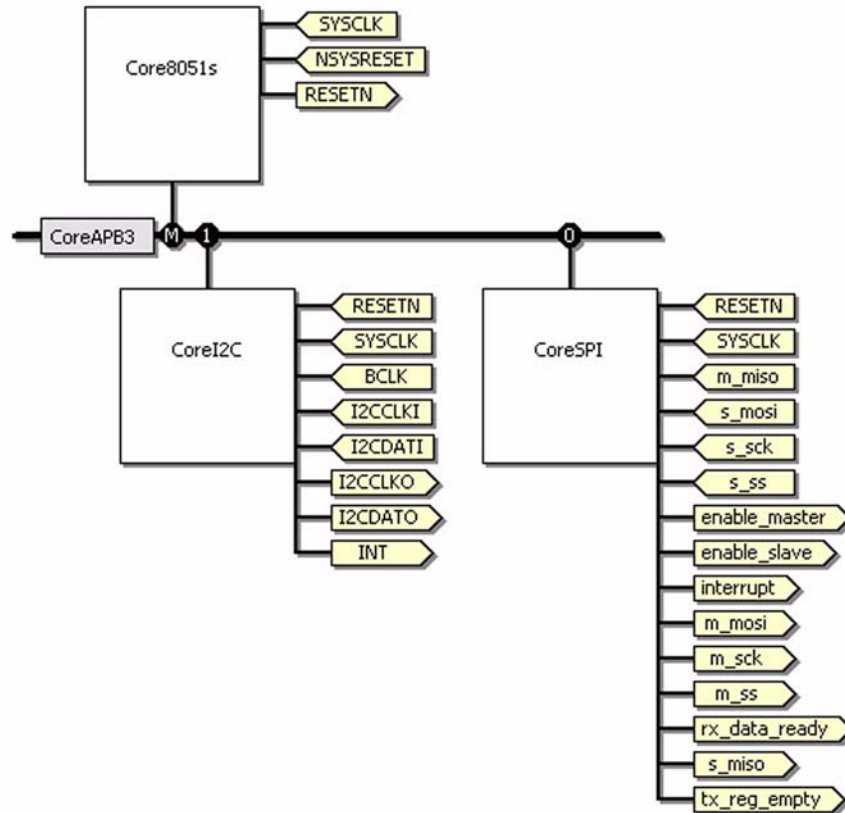 Core8051s
SYSCLK
NSYSRESET
RESETN
CoreAPB3
M
1
0
CoreI2C
RESETN
SYSCLK
BCLK
I2CCLKI
I2CDATI
I2CCLKO
I2CDATO
INT
CoreSPI
RESETN
SYSCLK
m_miso
s_mosi
s_sck
s_ss
enable_master
enable_slave
interrupt
m_mosi
m_sck
m_ss
rx_data_ready
s_miso
tx_reg_empty